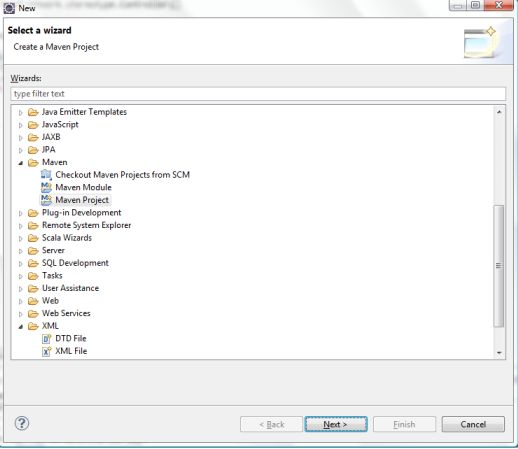 New
Select a wizard
Create a Maven Project
Wizards:
type filter text
Java Emitter Templates
JavaScript
JAXB
JPA
Maven
Checkout Maven Projects from SCM
Maven Module
Maven Project
Plug-in Development
Remote System Explorer
Scala Wizards
Server
SQL Development
Tasks
User Assistance
Web
Web Services
XML
DTD File
XML File
? < Back Next > Finish Cancel